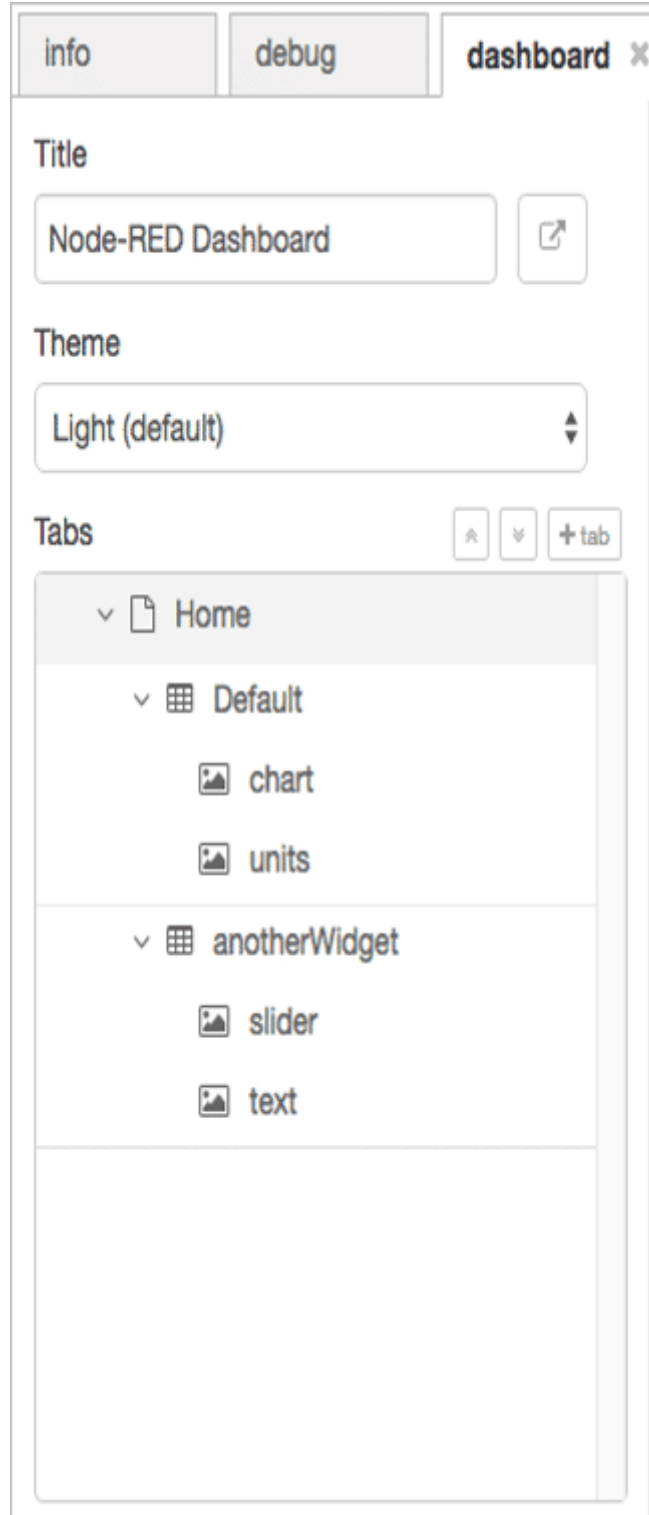 info debug dashboard
Title
Node-RED Dashboard
Theme
Light (default)
Tabs +tab
Home
Default
chart
units
anotherWidget
slider
text